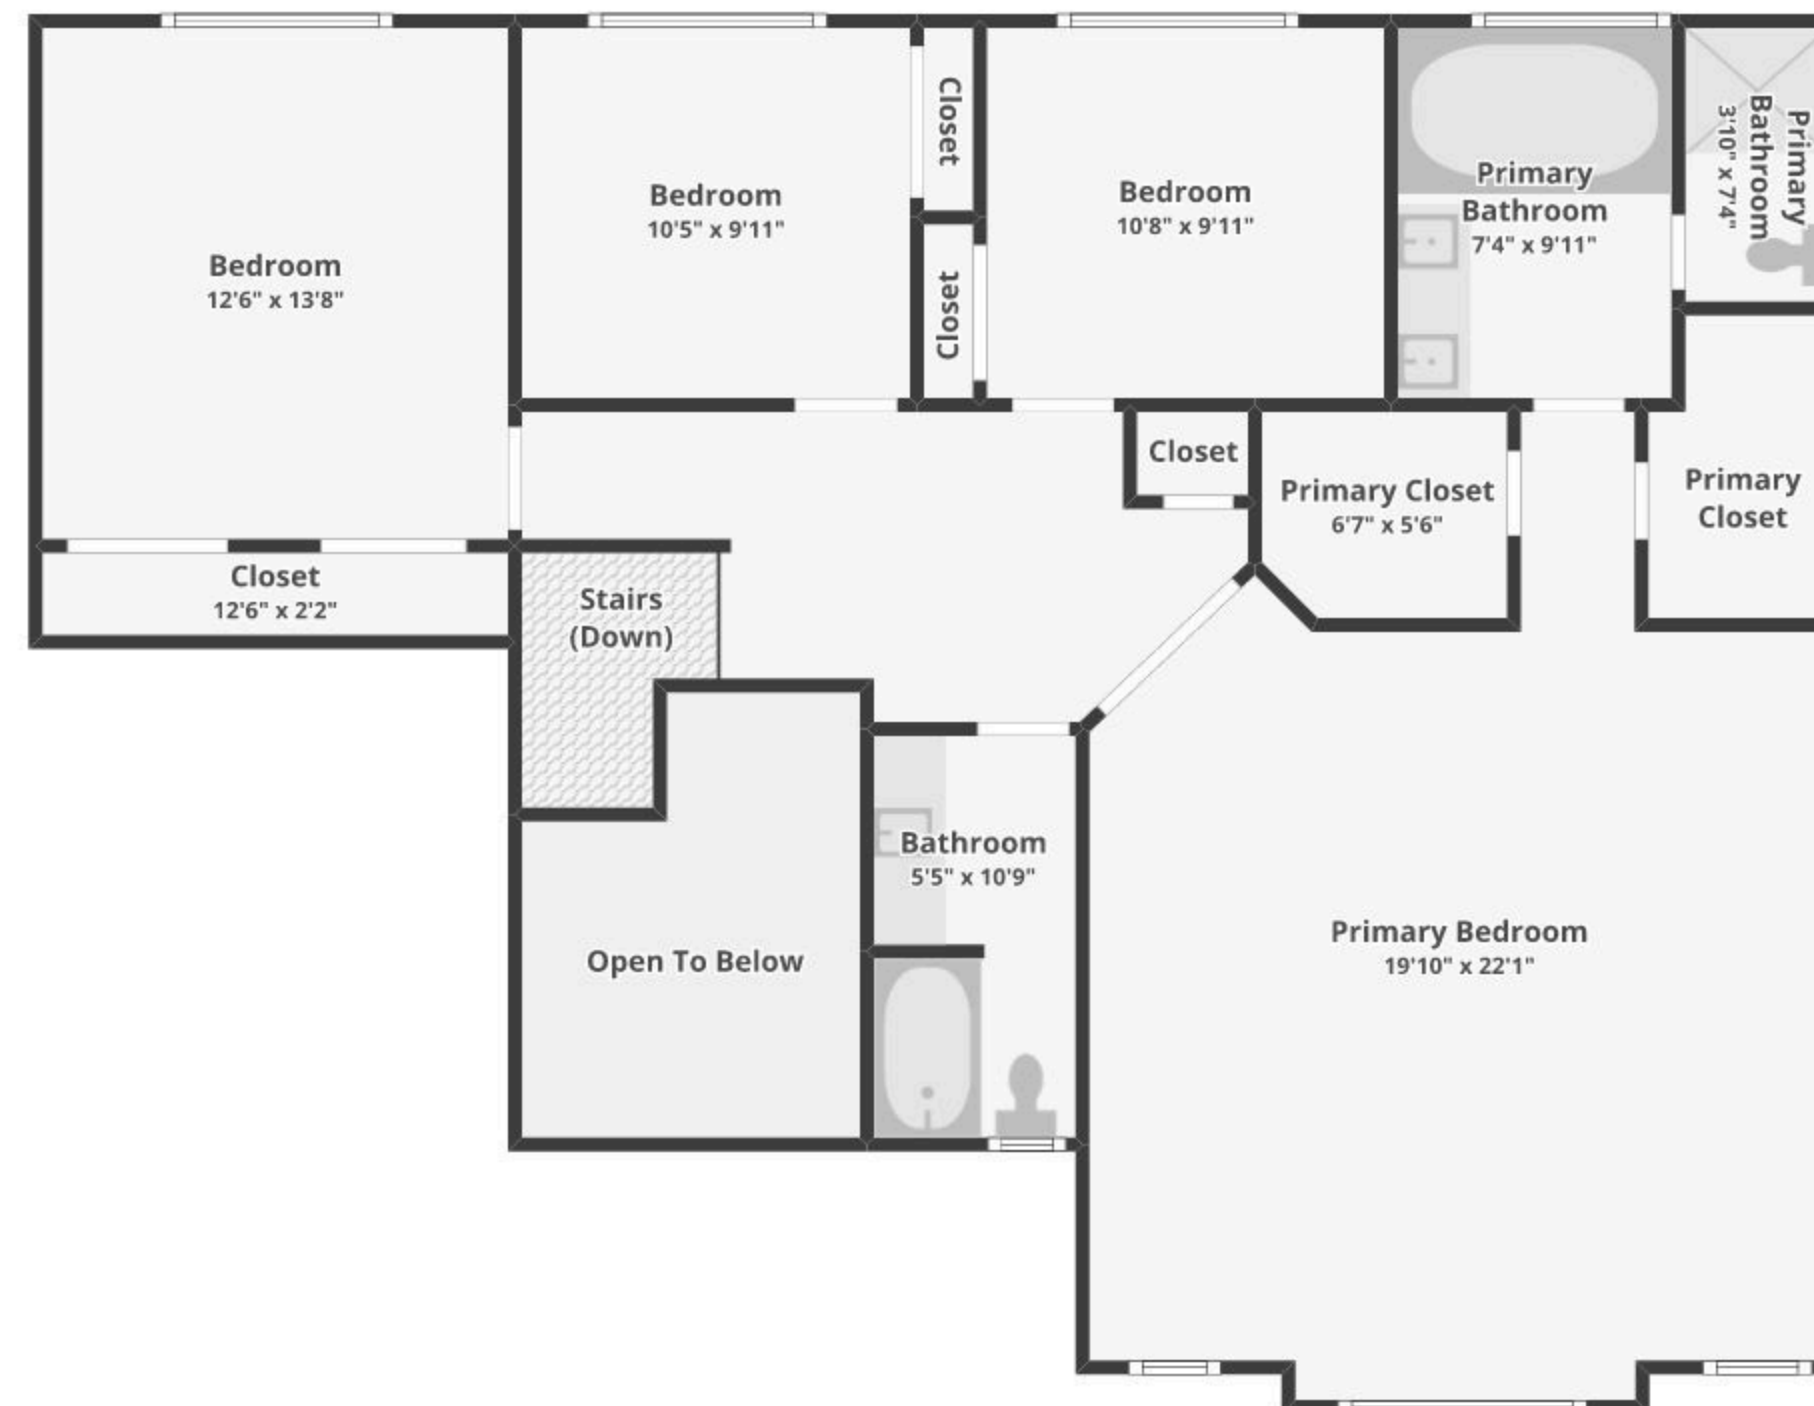 Bedroom
12'6" x 13'8"
Bedroom
10'5" x 9'11"
Closet
Closet
Bedroom
10'8" x 9'11"
Primary
Bathroom
7'4" x 9'11"
Primary
Bathroom
3'10" x 7'4"
Closet
Primary Closet
6'7" x 5'6"
Primary
Closet
Closet
12'6" x 2'2"
Stairs
(Down)
Bathroom
5'5" x 10'9"
Open To Below
Primary Bedroom
19'10" x 22'1"